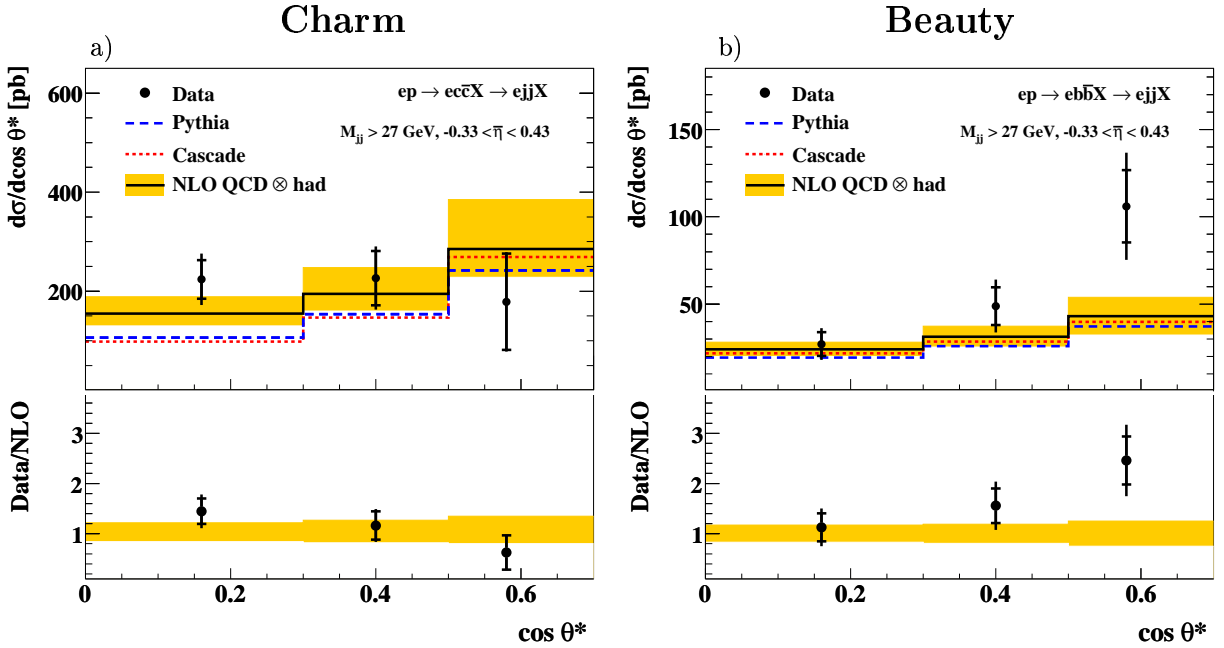 Charm
a)
dσ/dcos θ* [pb]
600
400
200
Data
Pythia
Cascade
NLO QCD ⊗ had
ep → ecc̄X → ejjX
M_jj > 27 GeV, -0.33 < η̄ < 0.43
Data/NLO
3
2
1
0 0.2 0.4 0.6
cos θ*
Beauty
b)
dσ/dcos θ* [pb]
150
100
50
Data
Pythia
Cascade
NLO QCD ⊗ had
ep → ebb̄X → ejjX
M_jj > 27 GeV, -0.33 < η̄ < 0.43
Data/NLO
3
2
1
0 0.2 0.4 0.6
cos θ*